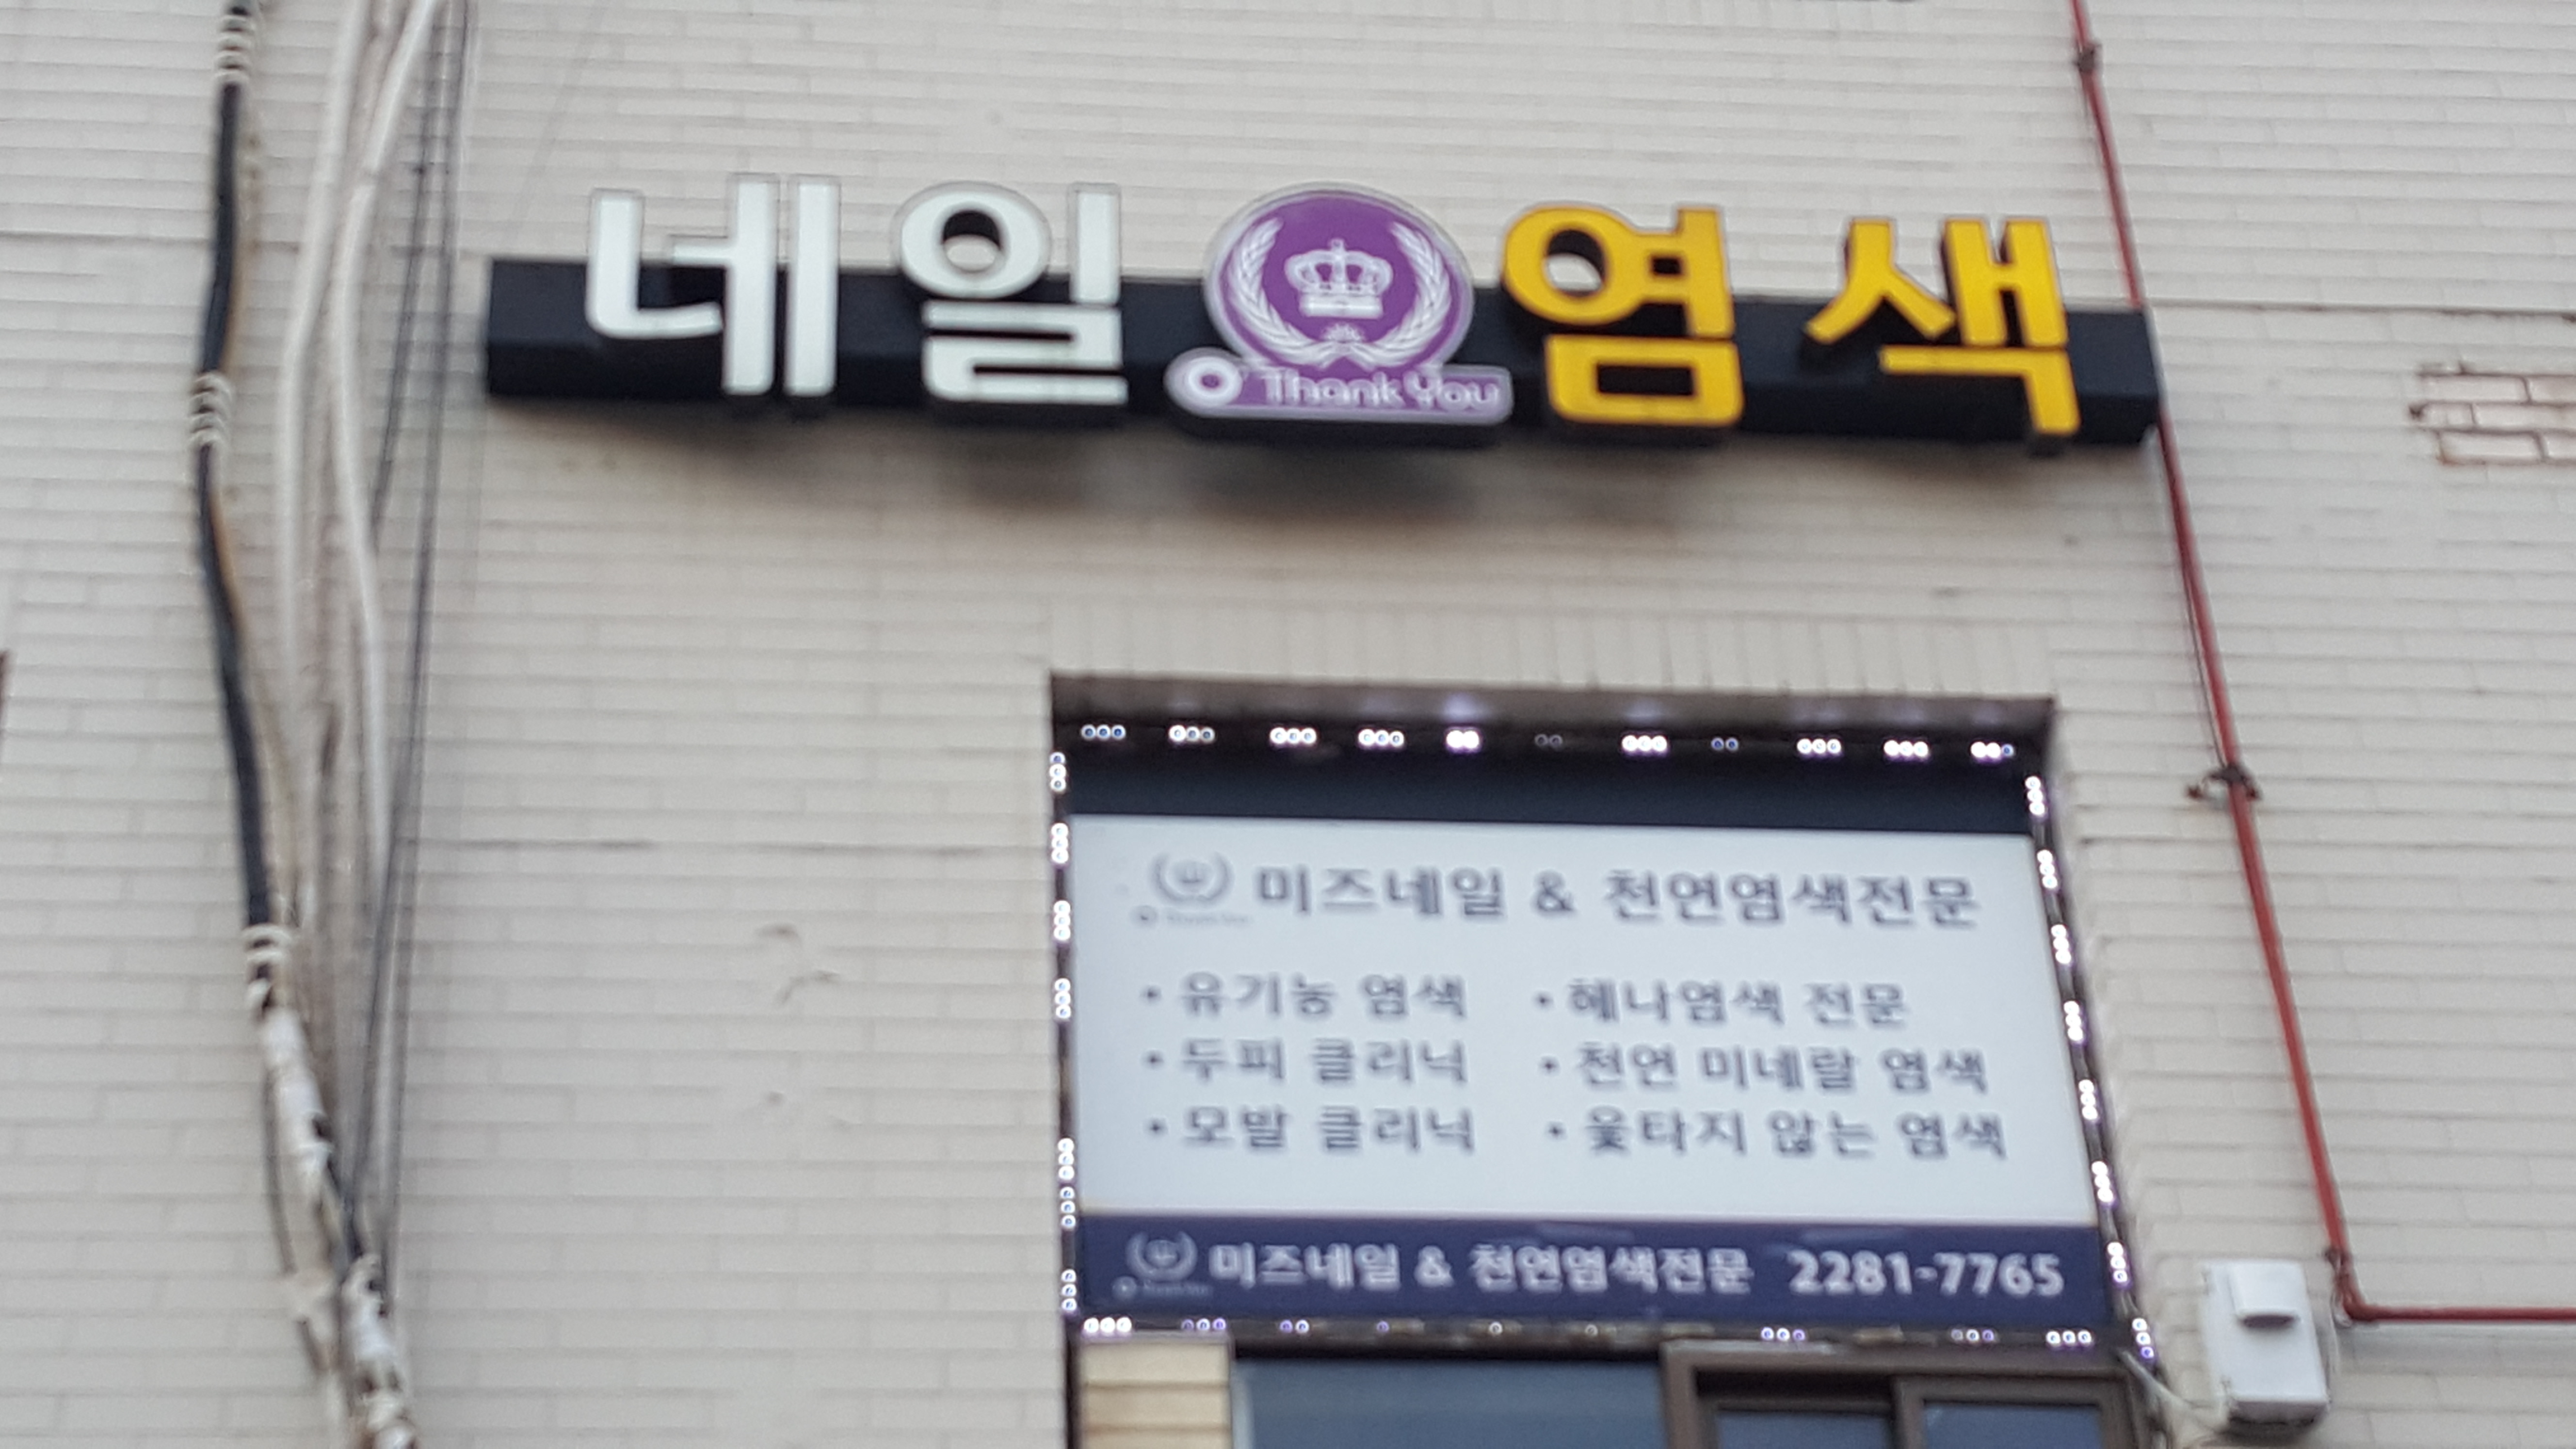 네일 염색
Thank You
미즈네일 & 천연염색전문
• 유기농 염색 • 헤나염색 전문
• 두피 클리닉 • 천연 미네랄 염색
• 모발 클리닉 • 옻타지 않는 염색
미즈네일 & 천연염색전문 2281-7765